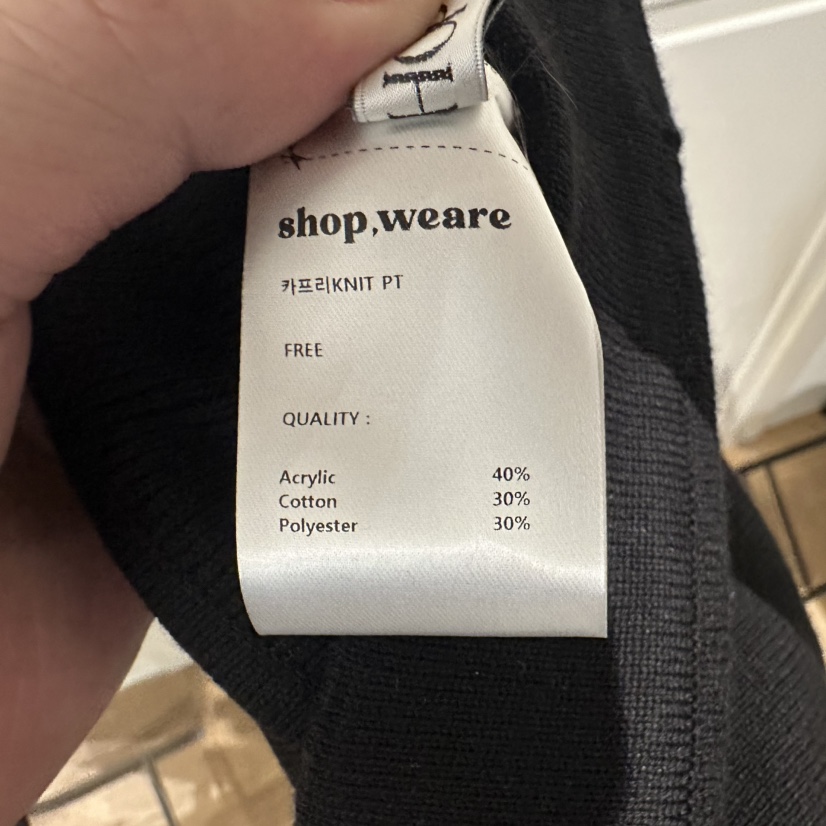 shop,weare
카프리KNIT PT
FREE
QUALITY :
Acrylic 40%
Cotton 30%
Polyester 30%